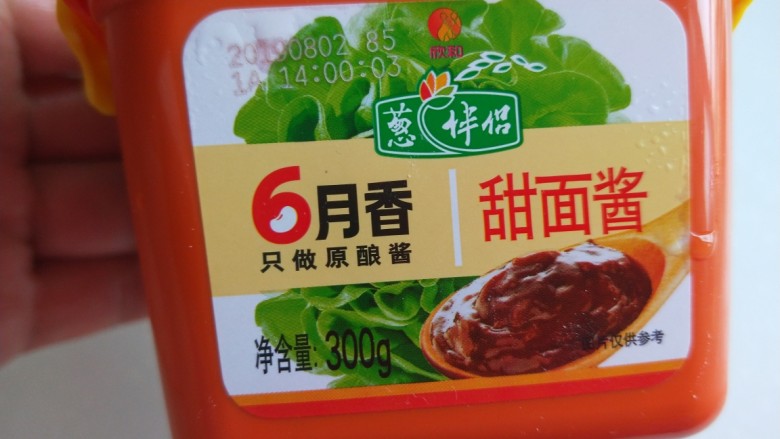 20190802 85
1A 14:00:03
欣和
葱伴侣
6月香
只做原酿酱
甜面酱
净含量: 300g
图片仅供参考